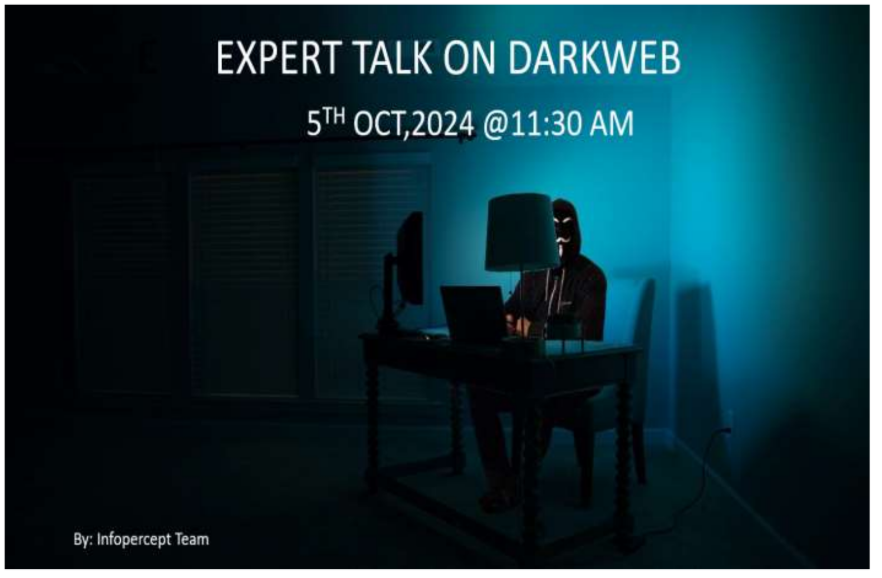 EXPERT TALK ON DARKWEB
5TH OCT,2024 @11:30 AM
By: Infopercept Team